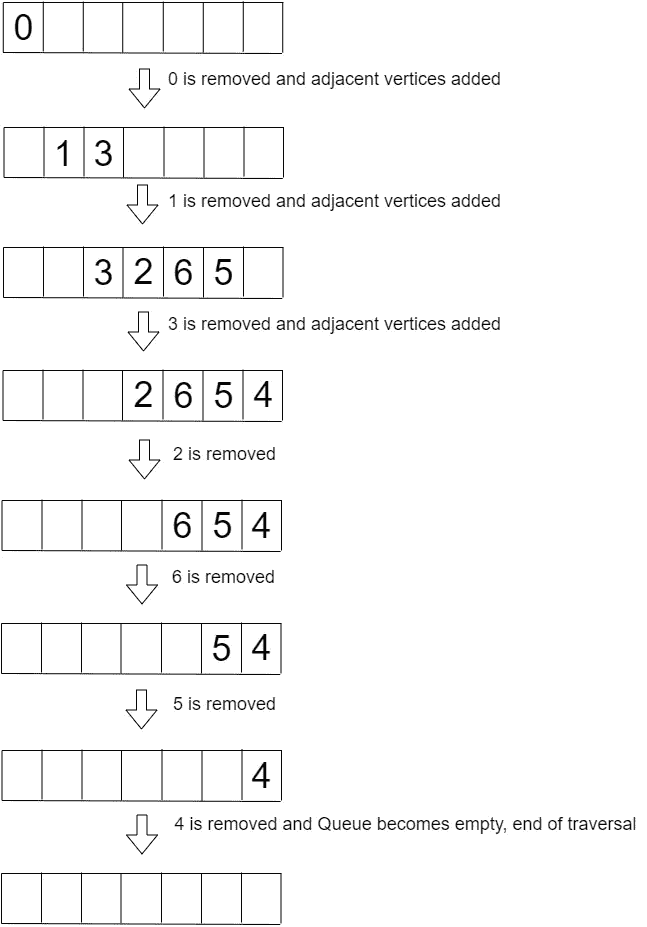 0
0 is removed and adjacent vertices added
1 3
1 is removed and adjacent vertices added
3 2 6 5
3 is removed and adjacent vertices added
2 6 5 4
2 is removed
6 5 4
6 is removed
5 4
5 is removed
4
4 is removed and Queue becomes empty, end of traversal